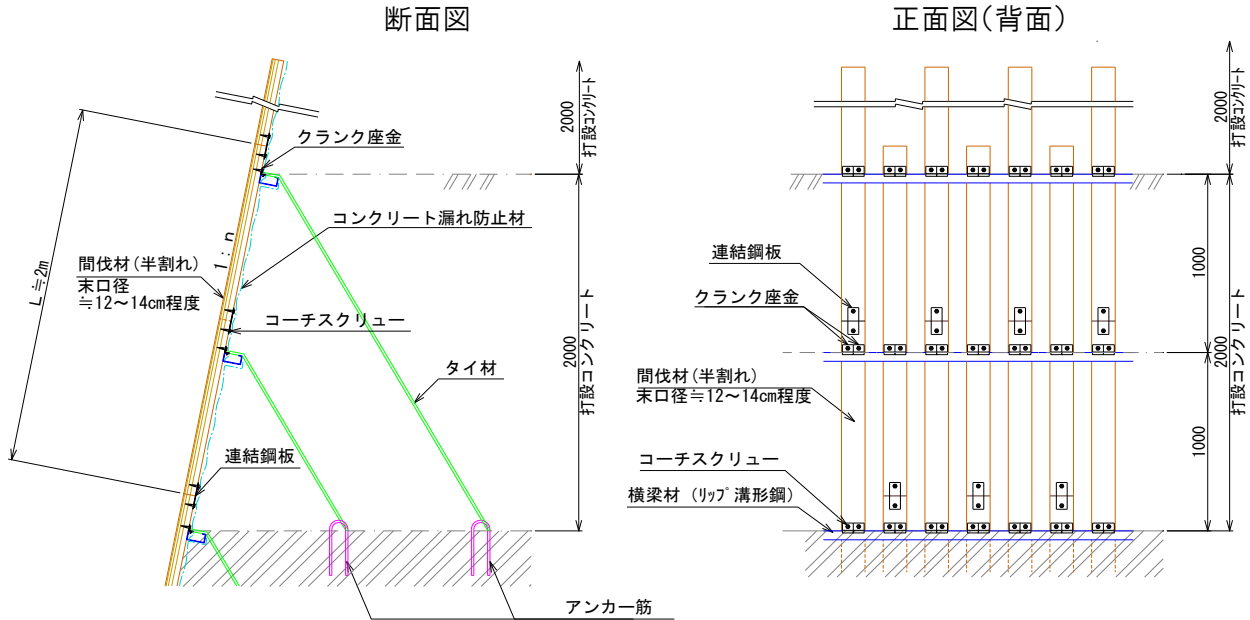 断面図
クランク座金
コンクリート漏れ防止材
1:n
間伐材(半割れ)
末口径
≒12~14cm程度
L≒2m
コーチスクリュー
タイ材
連結鋼板
アンカー筋
2000
打設コンクリート
2000
打設コンクリート
正面図(背面)
連結鋼板
クランク座金
間伐材(半割れ)
末口径≒12~14cm程度
コーチスクリュー
横梁材 (リップ溝形鋼)
2000
打設コンクリート
1000
1000
2000
打設コンクリート